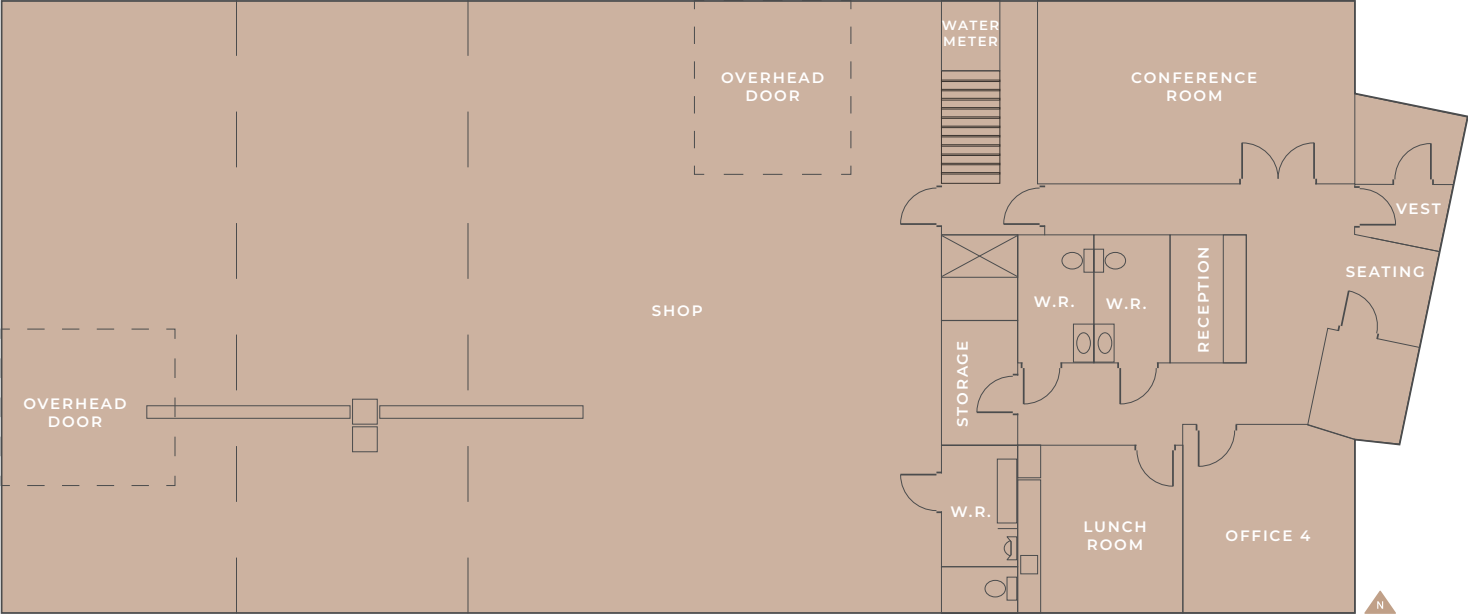 WATER
METER
OVERHEAD
DOOR
CONFERENCE
ROOM
VEST
SEATING
W.R.
W.R.
RECEPTION
SHOP
STORAGE
OVERHEAD
DOOR
W.R.
LUNCH
ROOM
OFFICE 4
N